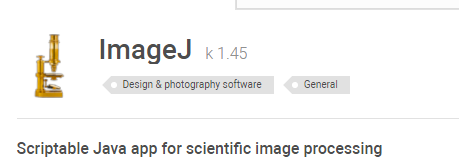 ImageJ k 1.45
Design & photography software General
Scriptable Java app for scientific image processing